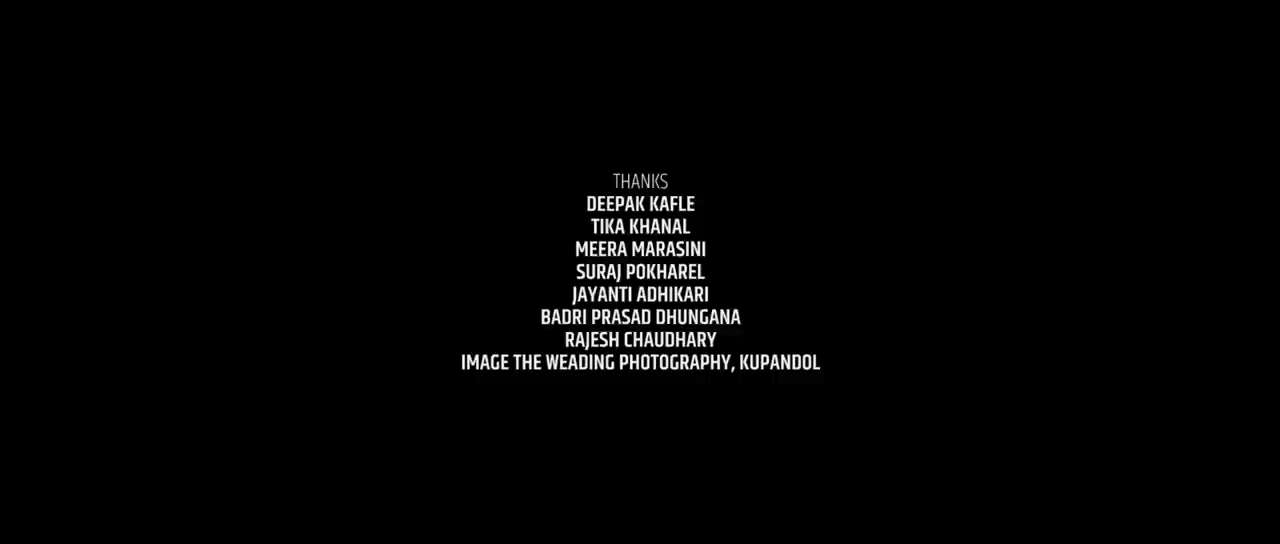 THANKS
DEEPAK KAFLE
TIKA KHANAL
MEERA MARASINI
SURAJ POKHAREL
JAYANTI ADHIKARI
BADRI PRASAD DHUNGANA
RAJESH CHAUDHARY
IMAGE THE WEADING PHOTOGRAPHY, KUPANDOL